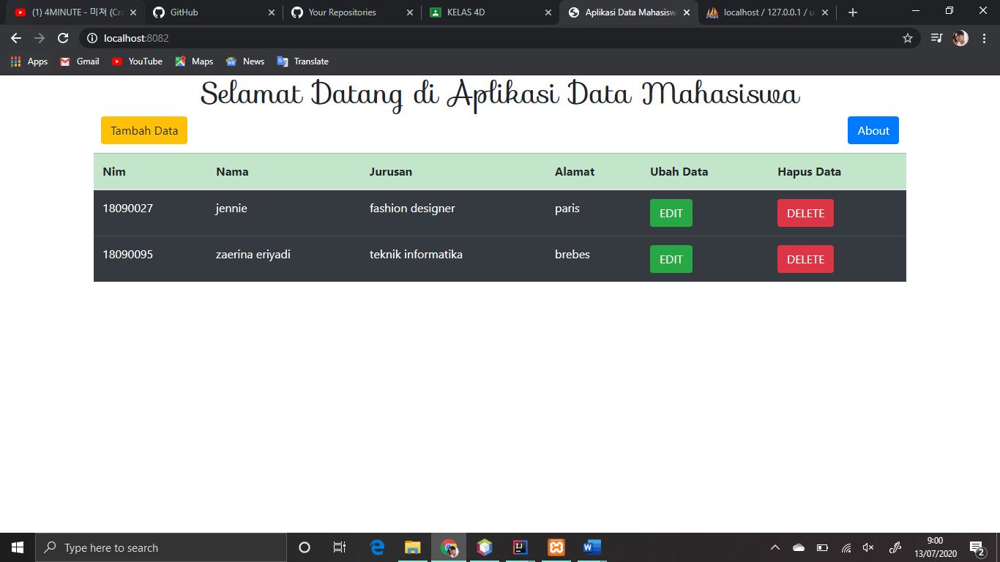 (1) 4MINUTE - 미쳐 (Cra
GitHub
Your Repositories
KELAS 4D
Aplikasi Data Mahasisw
localhost / 127.0.0.1 / u
localhost:8082
Apps
Gmail
YouTube
Maps
News
Translate
Selamat Datang di Aplikasi Data Mahasiswa
Tambah Data
About
Nim Nama Jurusan Alamat Ubah Data Hapus Data
18090027 jennie fashion designer paris EDIT DELETE
18090095 zaerina eriyadi teknik informatika brebes EDIT DELETE
Type here to search
9:00
13/07/2020
2